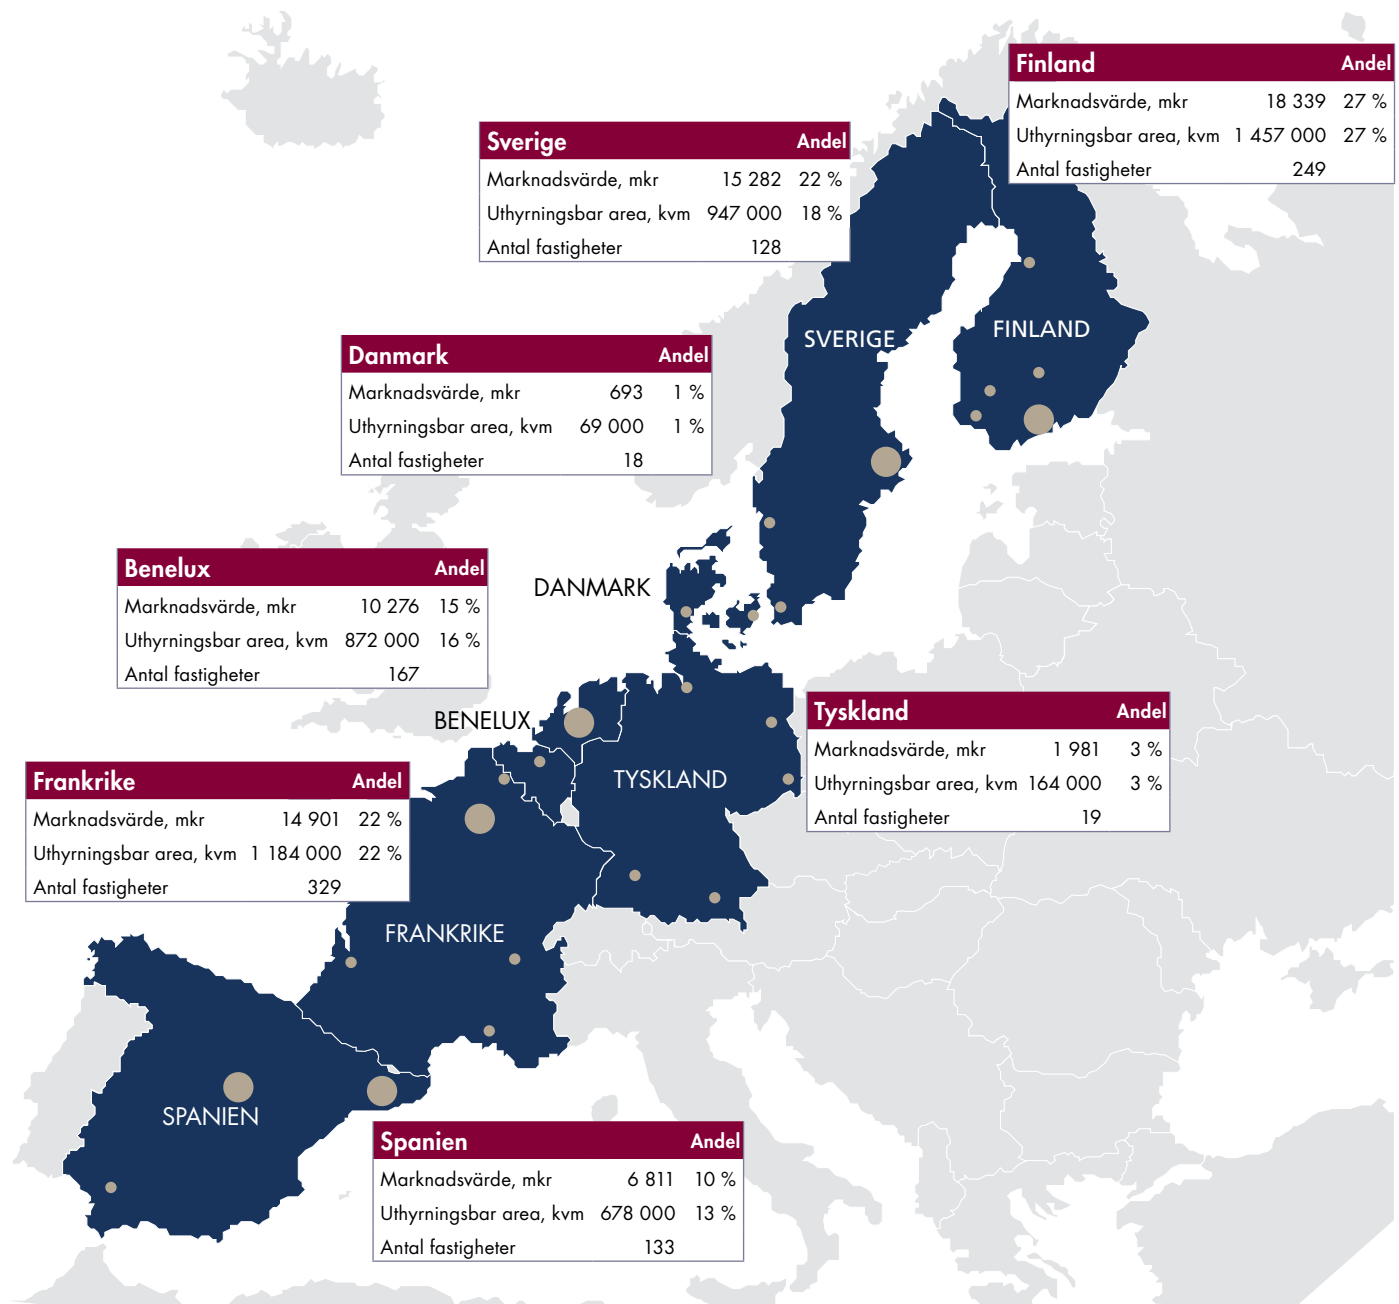 Finland Andel
Marknadsvärde, mkr 18 339 27 %
Uthyrningsbar area, kvm 1 457 000 27 %
Antal fastigheter 249
Sverige Andel
Marknadsvärde, mkr 15 282 22 %
Uthyrningsbar area, kvm 947 000 18 %
Antal fastigheter 128
SVERIGE
FINLAND
Danmark Andel
Marknadsvärde, mkr 693 1 %
Uthyrningsbar area, kvm 69 000 1 %
Antal fastigheter 18
DANMARK
Benelux Andel
Marknadsvärde, mkr 10 276 15 %
Uthyrningsbar area, kvm 872 000 16 %
Antal fastigheter 167
BENELUX
Tyskland Andel
Marknadsvärde, mkr 1 981 3 %
Uthyrningsbar area, kvm 164 000 3 %
Antal fastigheter 19
TYSKLAND
Frankrike Andel
Marknadsvärde, mkr 14 901 22 %
Uthyrningsbar area, kvm 1 184 000 22 %
Antal fastigheter 329
FRANKRIKE
SPANIEN
Spanien Andel
Marknadsvärde, mkr 6 811 10 %
Uthyrningsbar area, kvm 678 000 13 %
Antal fastigheter 133